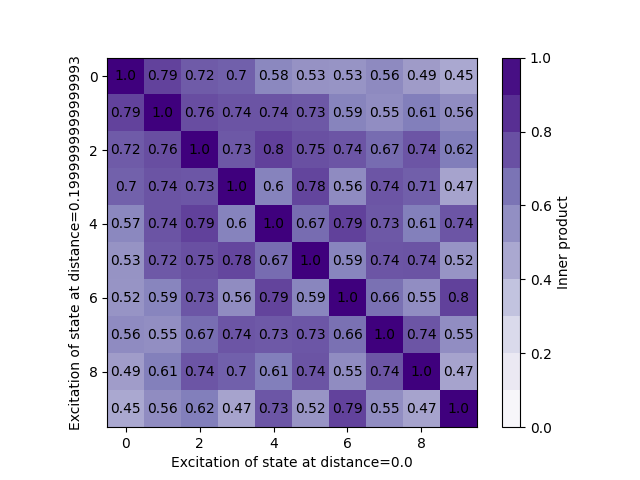 0 1.0 0.79 0.72 0.7 0.58 0.53 0.53 0.56 0.49 0.45
0.79 1.0 0.76 0.74 0.74 0.73 0.59 0.55 0.61 0.56
2 0.72 0.76 1.0 0.73 0.8 0.75 0.74 0.67 0.74 0.62
0.7 0.74 0.73 1.0 0.6 0.78 0.56 0.74 0.71 0.47
4 0.57 0.74 0.79 0.6 1.0 0.67 0.79 0.73 0.61 0.74
0.53 0.72 0.75 0.78 0.67 1.0 0.59 0.74 0.74 0.52
6 0.52 0.59 0.73 0.56 0.79 0.59 1.0 0.66 0.55 0.8
0.56 0.55 0.67 0.74 0.73 0.73 0.66 1.0 0.74 0.55
8 0.49 0.61 0.74 0.7 0.61 0.74 0.55 0.74 1.0 0.47
0.45 0.56 0.62 0.47 0.73 0.52 0.79 0.55 0.47 1.0
0 2 4 6 8
Excitation of state at distance=0.0
1.0
0.8
0.6
0.4
0.2
0.0
Inner product